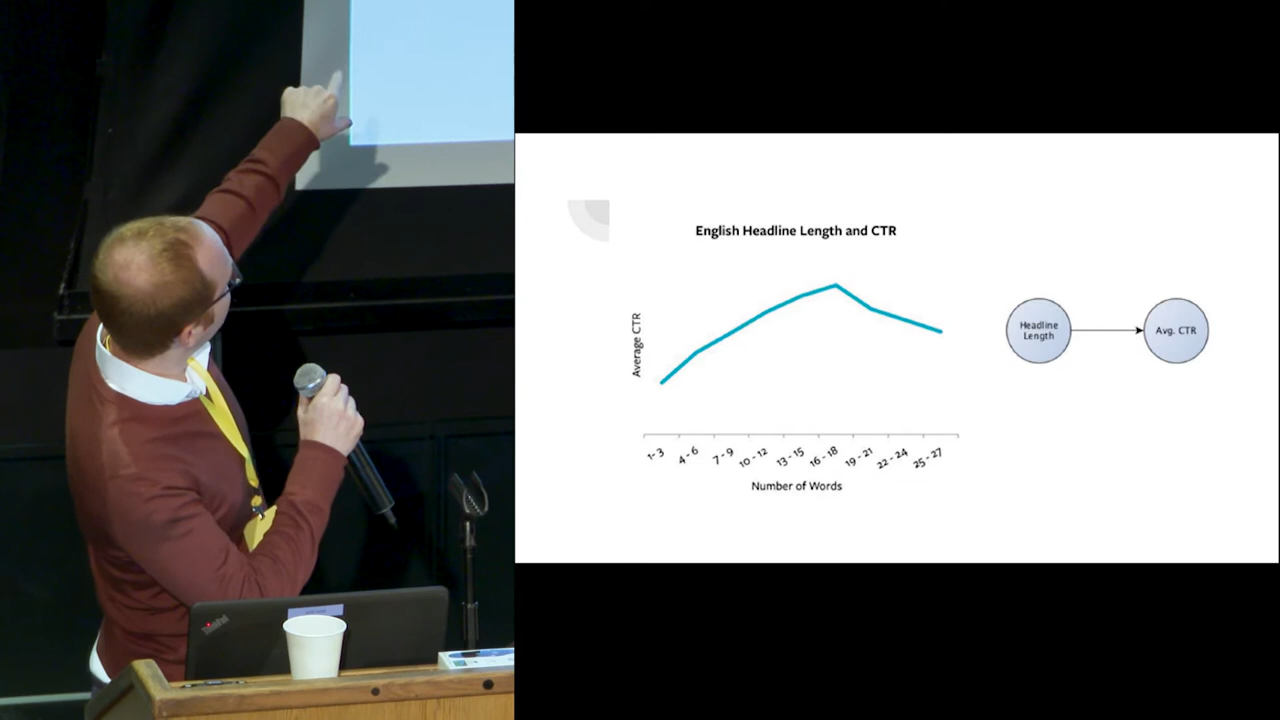 English Headline Length and CTR
Average CTR
1 - 3
4 - 6
7 - 9
10 - 12
13 - 15
16 - 18
19 - 21
22 - 24
25 - 27
Number of Words
Headline
Length
Avg. CTR
ThinkPad